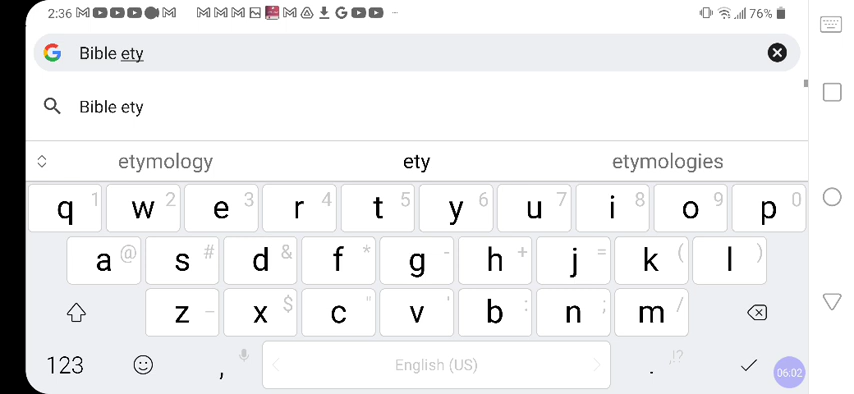 2:36 76%
Bible ety
Bible ety
etymology ety etymologies
q 1 w 2 e 3 r 4 t 5 y 6 u 7 i 8 o 9 p 0
a @ s # d & f * g - h + j = k ( l )
z _ x $ c " v ' b : n ; m /
123 , English (US) . ,!?
06:02